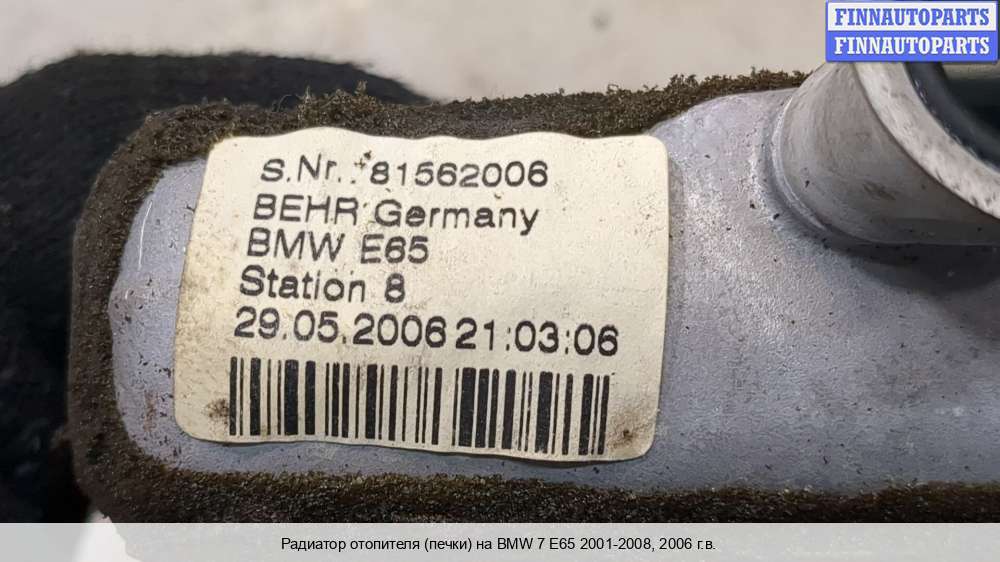 FINNAUTOPARTS
FINNAUTOPARTS
S.Nr.: 81562006
BEHR Germany
BMW E65
Station 8
29.05.2006 21:03:06
Радиатор отопителя (печки) на BMW 7 E65 2001-2008, 2006 г.в.